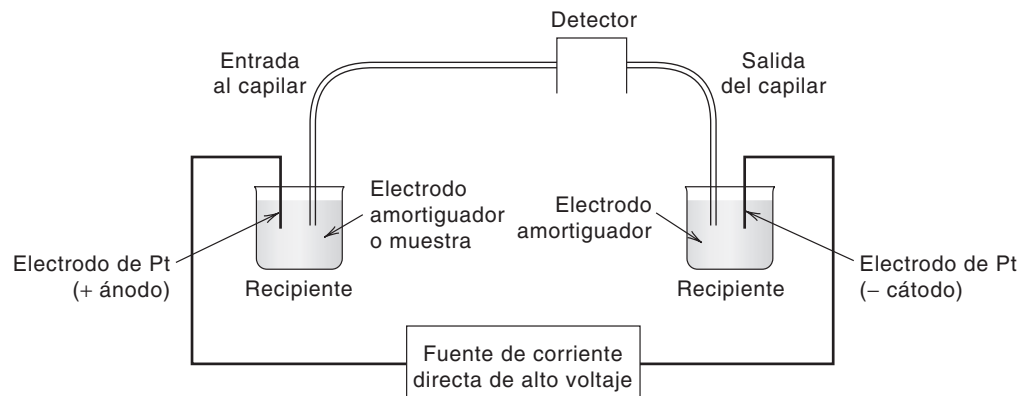 Detector
Entrada
al capilar
Salida
del capilar
Electrodo
amortiguador
o muestra
Electrodo
amortiguador
Electrodo de Pt
(+ ánodo)
Recipiente
Recipiente
Electrodo de Pt
(− cátodo)
Fuente de corriente
directa de alto voltaje